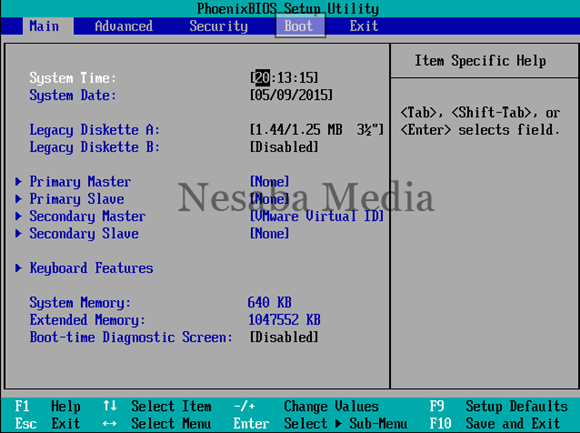 PhoenixBIOS Setup Utility
Main Advanced Security Boot Exit
Item Specific Help
System Time: [20:13:15]
System Date: [05/09/2015]
<Tab>, <Shift-Tab>, or
<Enter> selects field.
Legacy Diskette A: [1.44/1.25 MB 3½"]
Legacy Diskette B: [Disabled]
Primary Master [None]
Primary Slave [None]
Secondary Master [VMware Virtual ID]
Secondary Slave [None]
Nesaba Media
Keyboard Features
System Memory: 640 KB
Extended Memory: 1047552 KB
Boot-time Diagnostic Screen: [Disabled]
F1 Help ↑↓ Select Item -/+ Change Values F9 Setup Defaults
Esc Exit ↔ Select Menu Enter Select ▶ Sub-Menu F10 Save and Exit